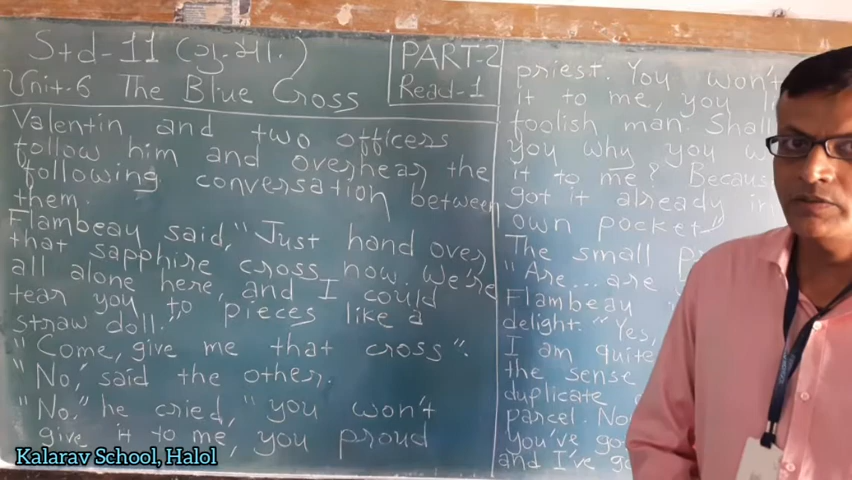 Std-11 (ગુ.મા.)
Unit-6 The Blue Cross
PART-2
Read-1
Valentin and two officers
follow him and overhear the
following conversation between
them.
Flambeau said, "Just hand over
that sapphire cross now. We're
all alone here, and I could
tear you to pieces like a
straw doll."
"Come, give me that cross".
"No," said the other.
"No." he cried, "you won't
give it to me, you proud
priest. You won't
it to me, you
foolish man. Shall
you why you
it to me? Because
got it already in
own pocket"
The small
"Are... are
Flambeau
delight. "Yes,
I am quite
the sense
duplicate
parcel. No
you've go
and I've g
Kalarav School, Halol